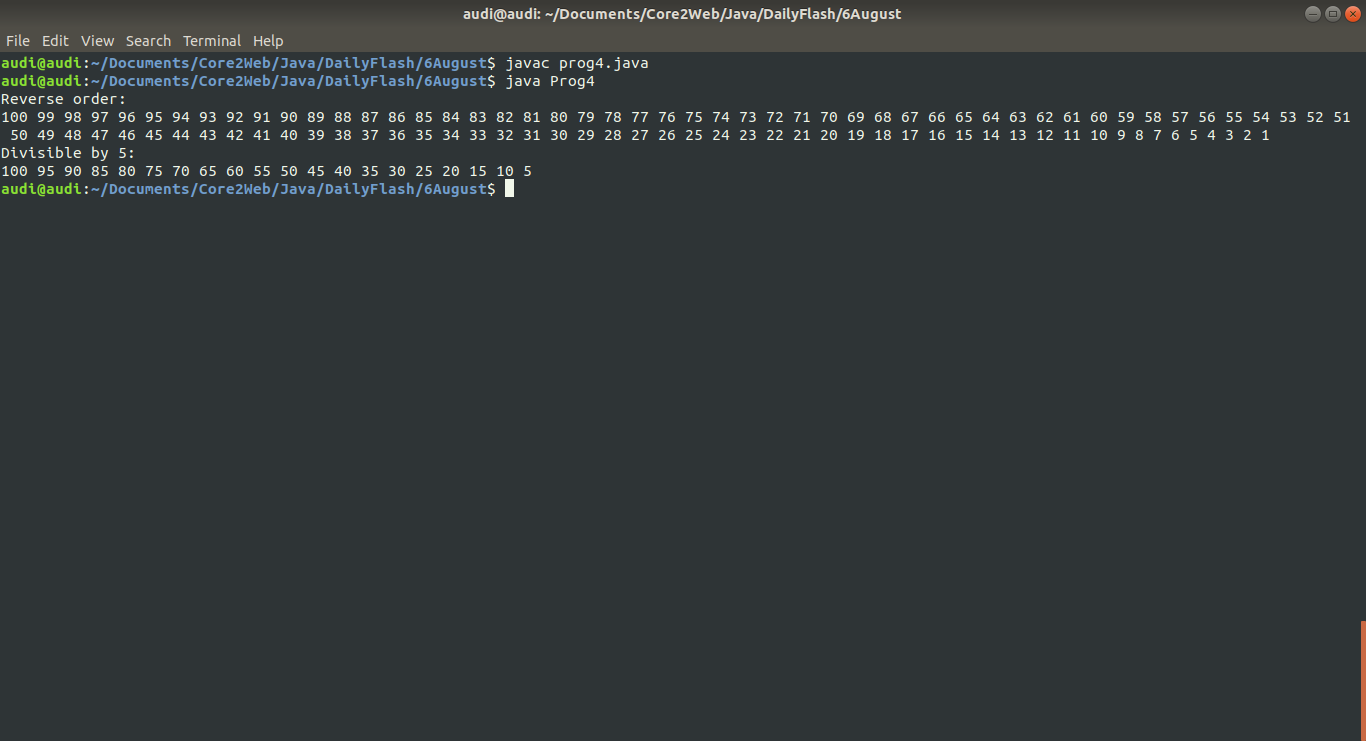 audi@audi: ~/Documents/Core2Web/Java/DailyFlash/6August
File Edit View Search Terminal Help
audi@audi:~/Documents/Core2Web/Java/DailyFlash/6August$ javac prog4.java
audi@audi:~/Documents/Core2Web/Java/DailyFlash/6August$ java Prog4
Reverse order:
100 99 98 97 96 95 94 93 92 91 90 89 88 87 86 85 84 83 82 81 80 79 78 77 76 75 74 73 72 71 70 69 68 67 66 65 64 63 62 61 60 59 58 57 56 55 54 53 52 51
50 49 48 47 46 45 44 43 42 41 40 39 38 37 36 35 34 33 32 31 30 29 28 27 26 25 24 23 22 21 20 19 18 17 16 15 14 13 12 11 10 9 8 7 6 5 4 3 2 1
Divisible by 5:
100 95 90 85 80 75 70 65 60 55 50 45 40 35 30 25 20 15 10 5
audi@audi:~/Documents/Core2Web/Java/DailyFlash/6August$